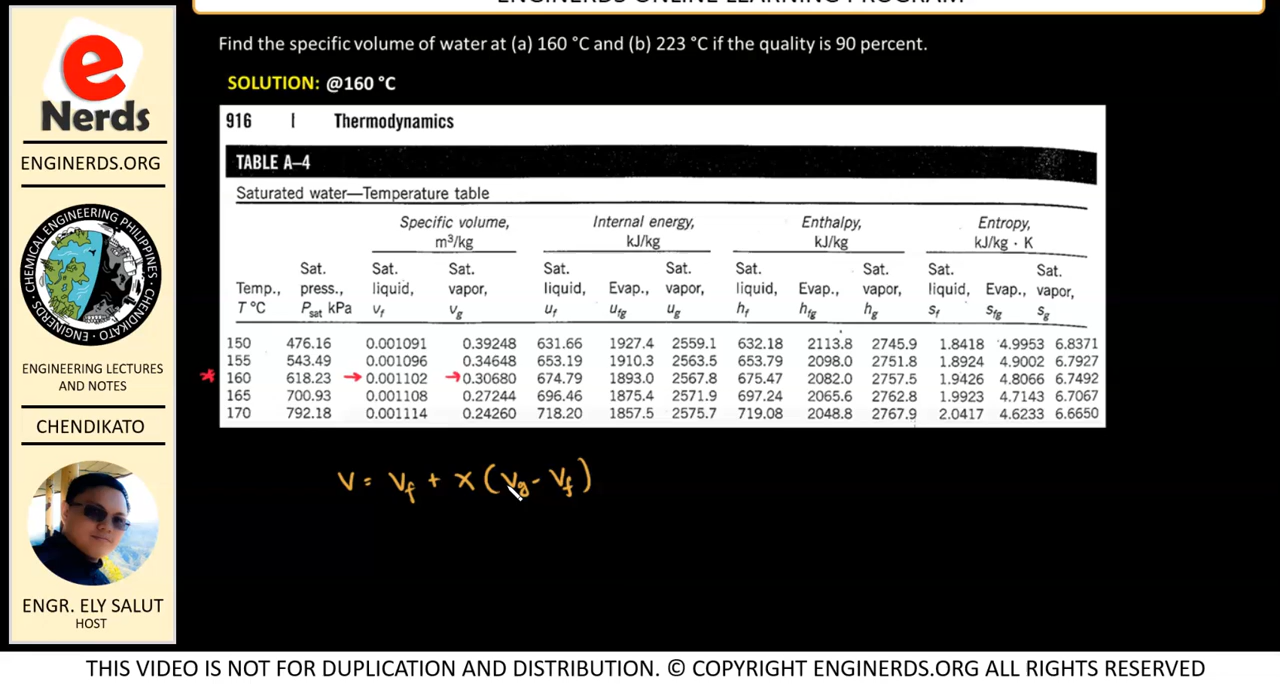 ENGINERDS ONLINE LEARNING PROGRAM
Find the specific volume of water at (a) 160 °C and (b) 223 °C if the quality is 90 percent.
SOLUTION: @160 °C
e
Nerds
ENGINERDS.ORG
CHEMICAL ENGINEERING PHILIPPINES
CHENDIKATO
ENGINEERING LECTURES
AND NOTES
CHENDIKATO
ENGR. ELY SALUT
HOST
916 | Thermodynamics
TABLE A–4
Saturated water—Temperature table
Specific volume, Internal energy, Enthalpy, Entropy,
m³/kg kJ/kg kJ/kg kJ/kg · K
Sat. Sat. Sat. Sat. Sat. Sat. Sat. Sat. Sat.
Temp., press., liquid, vapor, liquid, Evap., vapor, liquid, Evap., vapor, liquid, Evap., vapor,
T °C Psat kPa vf vg uf ufg ug hf hfg hg sf sfg sg
150 476.16 0.001091 0.39248 631.66 1927.4 2559.1 632.18 2113.8 2745.9 1.8418 4.9953 6.8371
155 543.49 0.001096 0.34648 653.19 1910.3 2563.5 653.79 2098.0 2751.8 1.8924 4.9002 6.7927
* 160 618.23 → 0.001102 → 0.30680 674.79 1893.0 2567.8 675.47 2082.0 2757.5 1.9426 4.8066 6.7492
165 700.93 0.001108 0.27244 696.46 1875.4 2571.9 697.24 2065.6 2762.8 1.9923 4.7143 6.7067
170 792.18 0.001114 0.24260 718.20 1857.5 2575.7 719.08 2048.8 2767.9 2.0417 4.6233 6.6650
V = Vf + x (Vg - Vf)
THIS VIDEO IS NOT FOR DUPLICATION AND DISTRIBUTION. © COPYRIGHT ENGINERDS.ORG ALL RIGHTS RESERVED